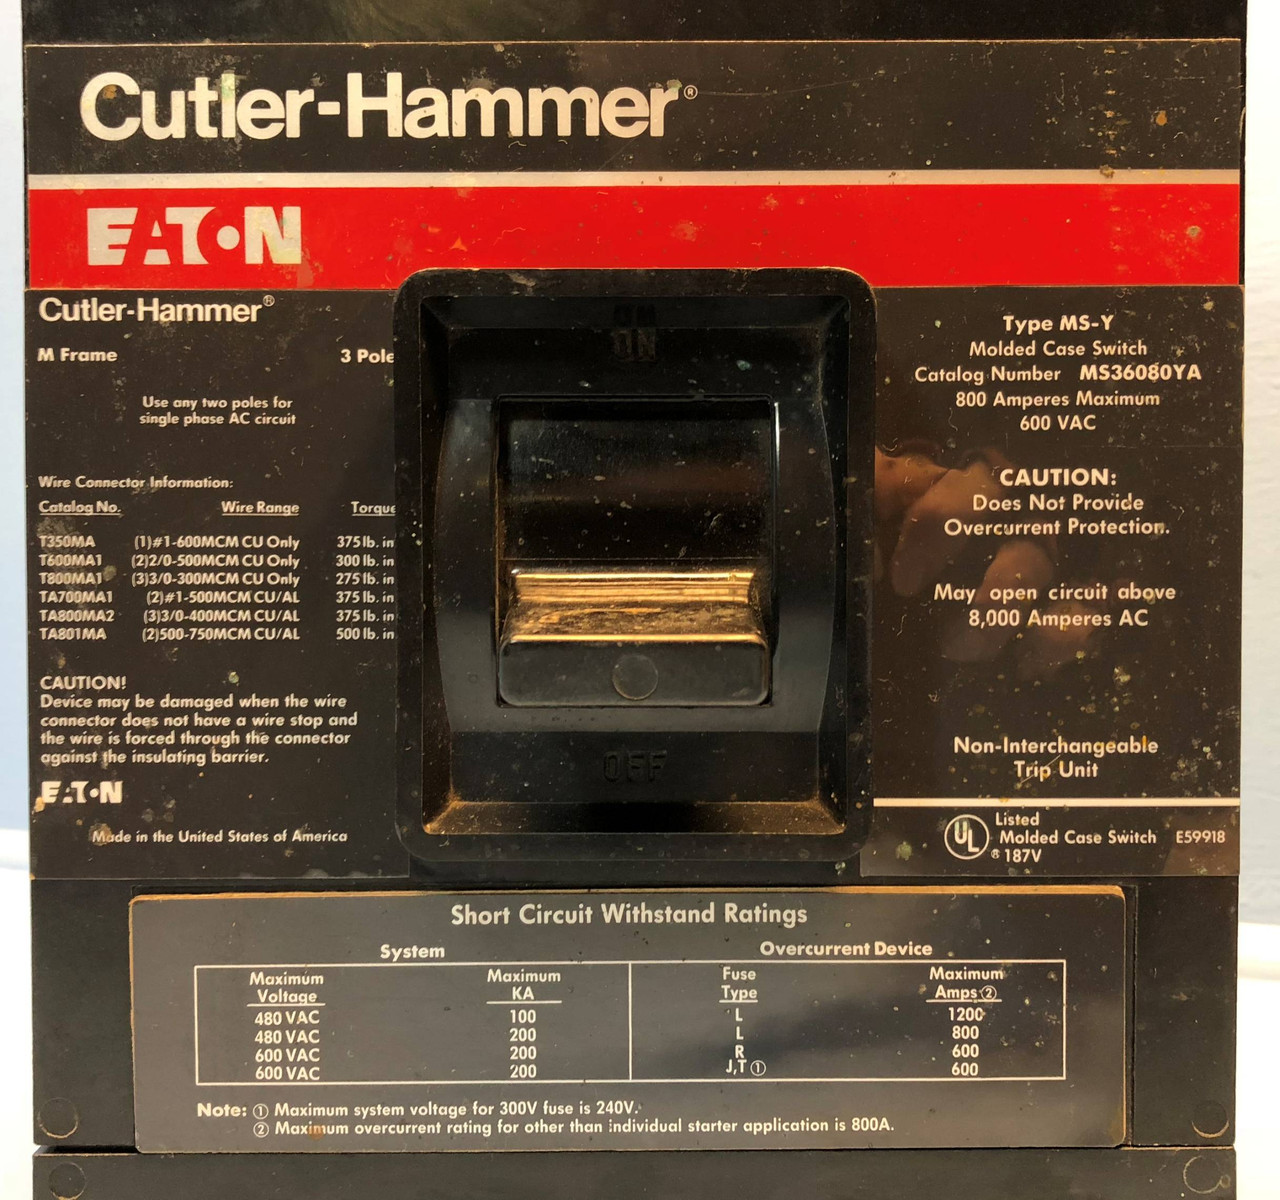 Cutler-Hammer®
EATON
Cutler-Hammer®
M Frame 3 Pole
Use any two poles for
single phase AC circuit
Wire Connector Information:
Catalog No. Wire Range Torque
T350MA (1)#1-600MCM CU Only 375 lb. in
T600MA1 (2)2/0-500MCM CU Only 300 lb. in
T800MA1 (3)3/0-300MCM CU Only 275 lb. in
TA700MA1 (2)#1-500MCM CU/AL 375 lb. in
TA800MA2 (3)3/0-400MCM CU/AL 375 lb. in
TA801MA (2)500-750MCM CU/AL 500 lb. in
CAUTION!
Device may be damaged when the wire
connector does not have a wire stop and
the wire is forced through the connector
against the insulating barrier.
EATON
Made in the United States of America
ON
OFF
Type MS-Y
Molded Case Switch
Catalog Number MS36080YA
800 Amperes Maximum
600 VAC
CAUTION:
Does Not Provide
Overcurrent Protection.
May open circuit above
8,000 Amperes AC
Non-Interchangeable
Trip Unit
UL ® Listed
Molded Case Switch E59918
187V
Short Circuit Withstand Ratings
System Overcurrent Device
Maximum Maximum Fuse Maximum
Voltage KA Type Amps ②
480 VAC 100 L 1200
480 VAC 200 L 800
600 VAC 200 R 600
600 VAC 200 J,T ① 600
Note: ① Maximum system voltage for 300V fuse is 240V.
② Maximum overcurrent rating for other than individual starter application is 800A.